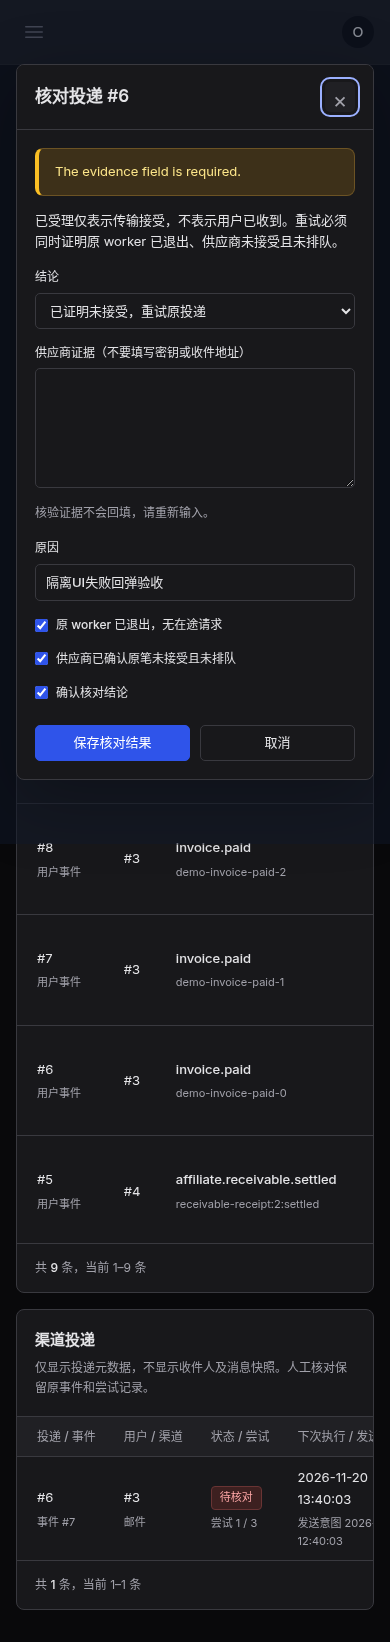 O
核对投递 #6
×
The evidence field is required.
已受理仅表示传输接受，不表示用户已收到。重试必须
同时证明原 worker 已退出、供应商未接受且未排队。
结论
已证明未接受，重试原投递
供应商证据（不要填写密钥或收件地址）
核验证据不会回填，请重新输入。
原因
隔离UI失败回弹验收
原 worker 已退出，无在途请求
供应商已确认原笔未接受且未排队
确认核对结论
保存核对结果 取消
#8 #3 invoice.paid
用户事件 demo-invoice-paid-2
#7 #3 invoice.paid
用户事件 demo-invoice-paid-1
#6 #3 invoice.paid
用户事件 demo-invoice-paid-0
#5 #4 affiliate.receivable.settled
用户事件 receivable-receipt:2:settled
共 9 条，当前 1–9 条
渠道投递
仅显示投递元数据，不显示收件人及消息快照。人工核对保
留原事件和尝试记录。
投递 / 事件 用户 / 渠道 状态 / 尝试 下次执行 / 发
#6 #3 待核对 2026-11-20
13:40:03
事件 #7 邮件 尝试 1 / 3 发送意图 2026-
12:40:03
共 1 条，当前 1–1 条